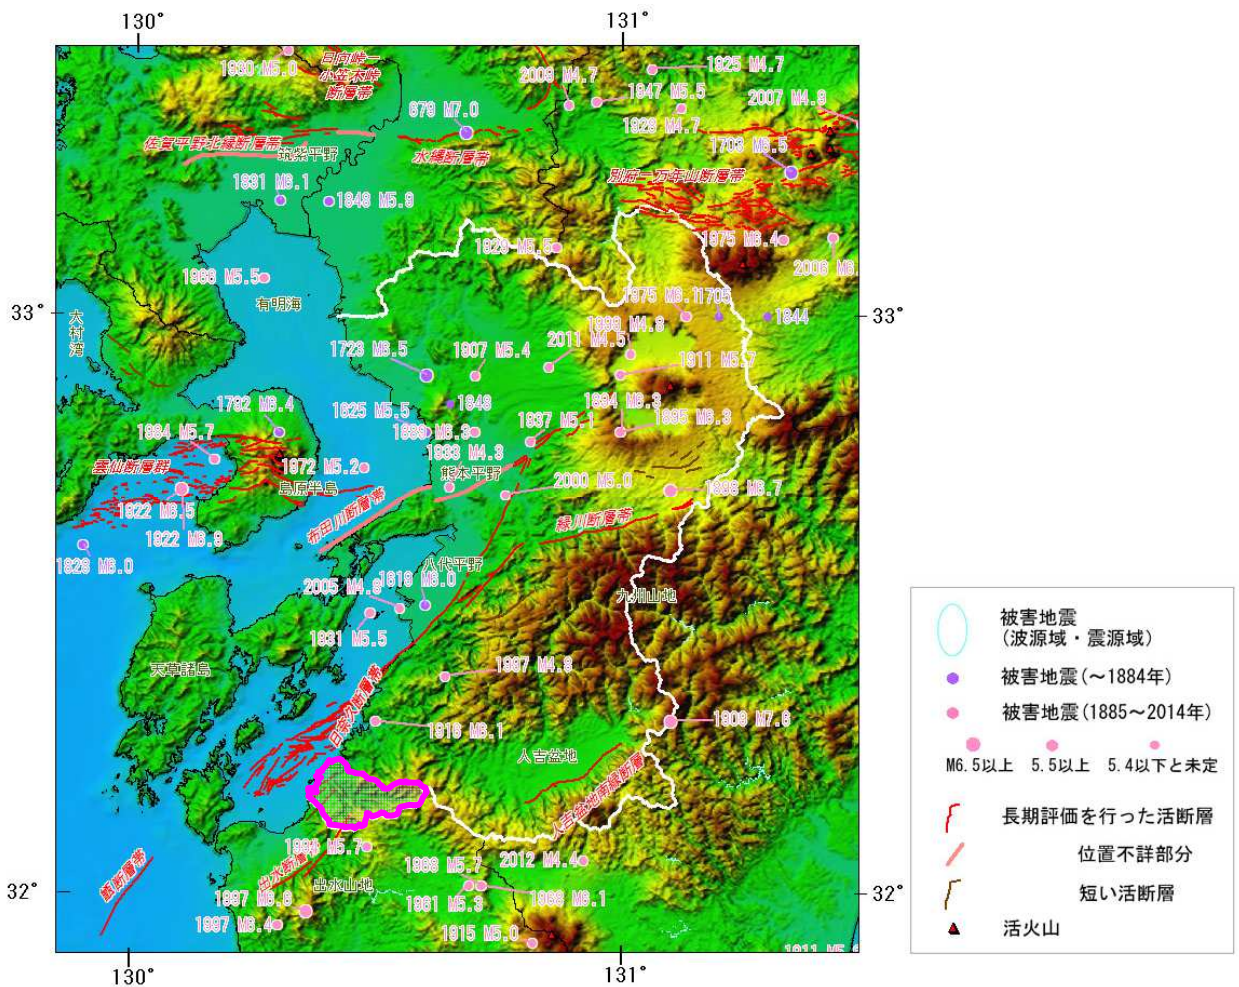 130°
131°
1930 M5.0
日向峠一
小笠木峠
断層帯
1925 M4.7
2009 M4.7
1947 M5.5
2007 M4.9
679 M7.0
1929 M4.7
1703 M6.5
佐賀平野北縁断層帯
筑紫平野
水縄断層帯
別府一万年山断層帯
1831 M6.1
1848 M5.9
1929 M5.5
1975 M6.4
2006 M6.
1966 M5.5
有明海
1975 M6.1
1705
1844
33°
33°
大村湾
1999 M4.8
2011 M4.5
1723 M6.5
1907 M5.4
1911 M5.7
1792 M6.4
1625 M5.5
1848
1894 M6.3
1895 M6.3
1984 M5.7
1889 M6.3
1937 M5.1
1933 M4.3
雲仙断層群
1972 M5.2
熊本平野
島原半島
2000 M5.0
1898 M6.7
1922 M6.5
1922 M6.9
布田川断層帯
緑川断層帯
1828 M6.0
八代平野
2005 M4.8
1619 M6.0
九州山地
1931 M5.5
天草諸島
1997 M4.8
日奈久断層帯
1916 M6.1
1909 M7.6
人吉盆地
人吉盆地南縁断層
1994 M5.7
1968 M5.7
2012 M4.4
甑断層帯
出水断層
出水山地
32°
32°
1997 M6.6
1961 M5.3
1968 M6.1
1997 M6.4
1915 M5.0
130°
131°
被害地震
(波源域・震源域)
被害地震(～1884年)
被害地震(1885～2014年)
M6.5以上 5.5以上 5.4以下と未定
長期評価を行った活断層
位置不詳部分
短い活断層
活火山